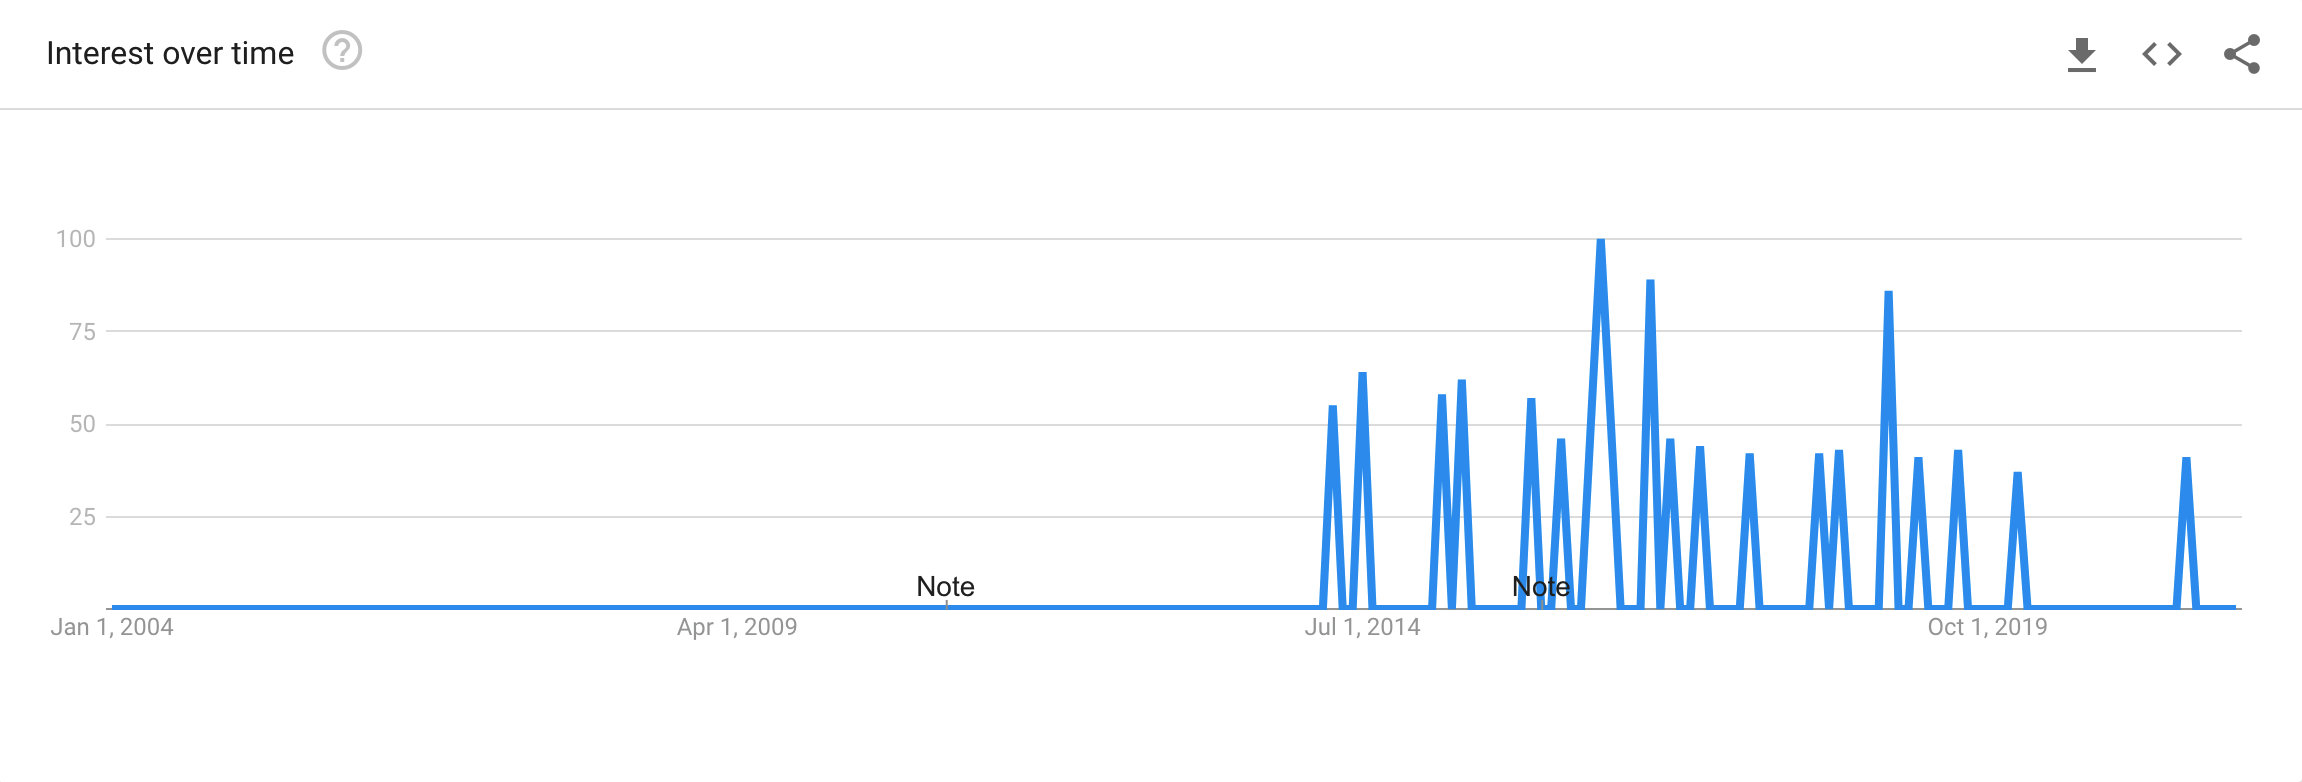 Interest over time
100
75
50
25
Note Note
Jan 1, 2004 Apr 1, 2009 Jul 1, 2014 Oct 1, 2019